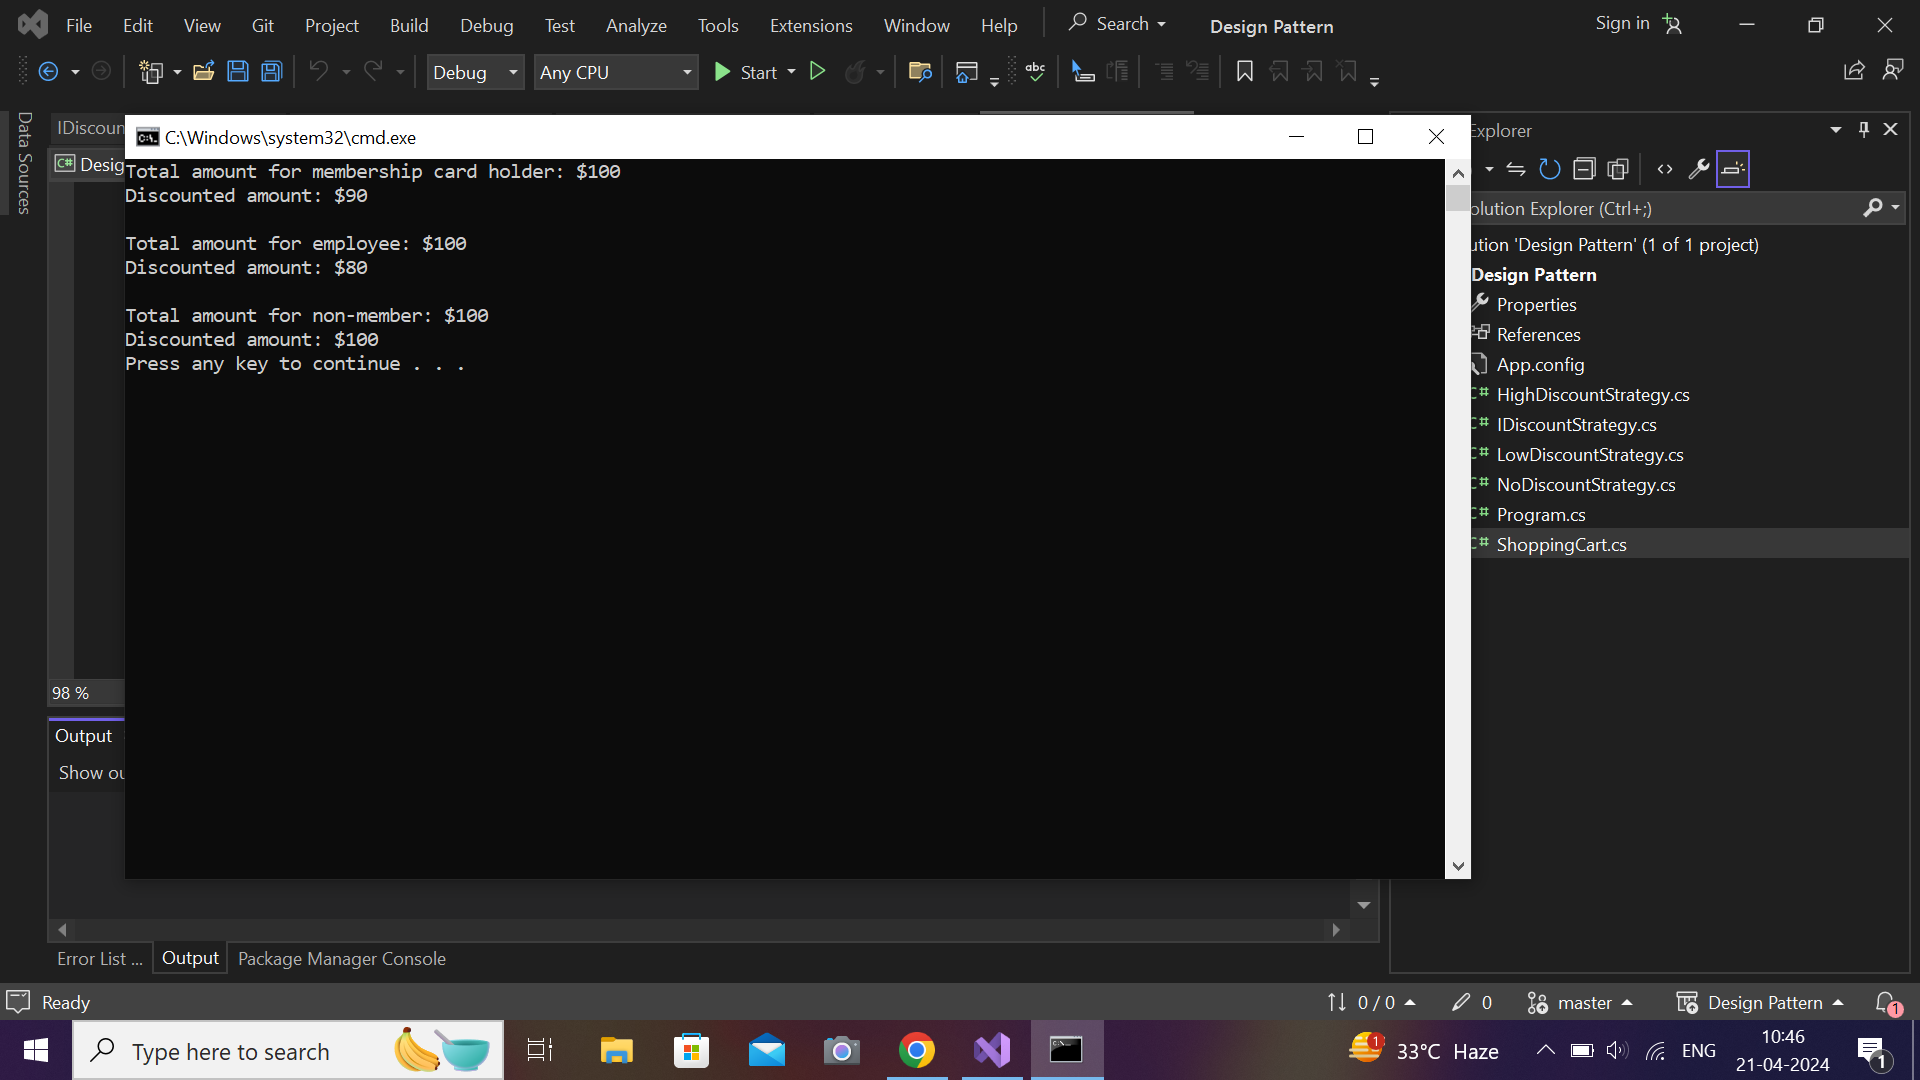 File Edit View Git Project Build Debug Test Analyze Tools Extensions Window Help Search Design Pattern Sign in
Debug Any CPU Start
Data Sources
IDiscoun
C:\Windows\system32\cmd.exe
Explorer
C# Desig
Total amount for membership card holder: $100
Discounted amount: $90
Total amount for employee: $100
Discounted amount: $80
Total amount for non-member: $100
Discounted amount: $100
Press any key to continue . . .
olution Explorer (Ctrl+;)
ution 'Design Pattern' (1 of 1 project)
Design Pattern
Properties
References
App.config
HighDiscountStrategy.cs
IDiscountStrategy.cs
LowDiscountStrategy.cs
NoDiscountStrategy.cs
Program.cs
ShoppingCart.cs
98 %
Output
Show ou
Error List ... Output Package Manager Console
Ready 0 / 0 0 master Design Pattern 1
Type here to search 1 33°C Haze ENG 10:46
21-04-2024 1